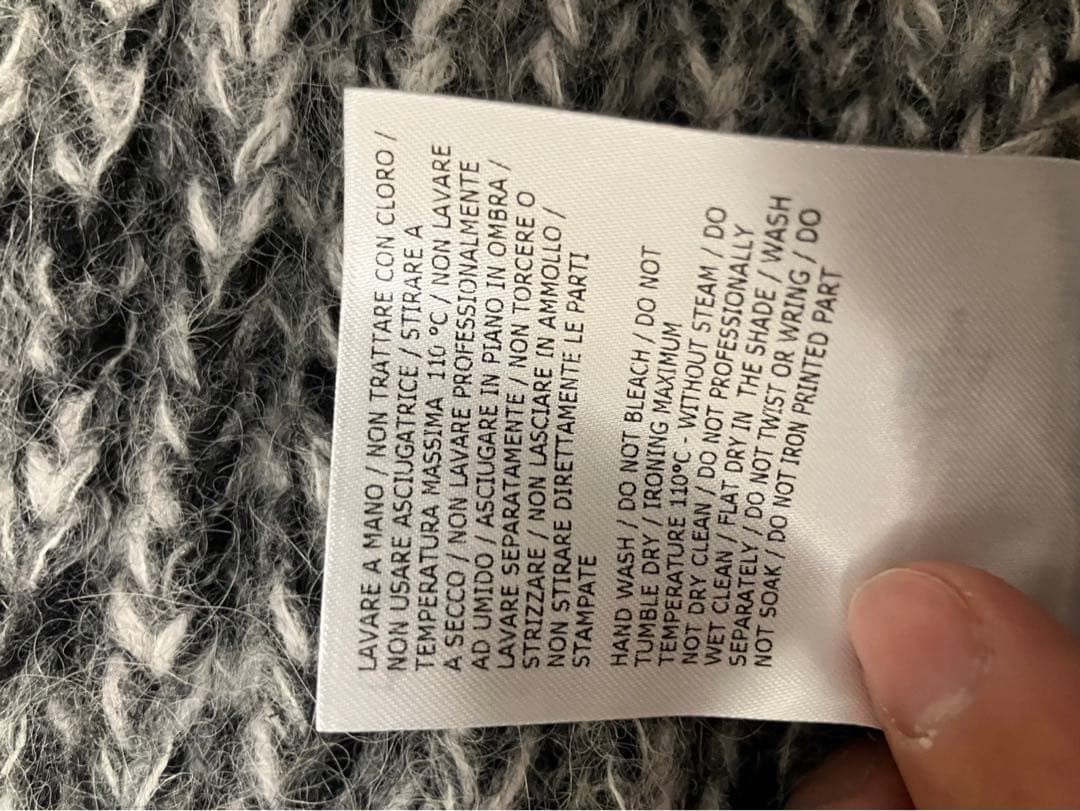 LAVARE A MANO / NON TRATTARE CON CLORO /
NON USARE ASCIUGATRICE / STIRARE A
TEMPERATURA MASSIMA 110 °C / NON LAVARE
A SECCO / NON LAVARE PROFESSIONALMENTE
AD UMIDO / ASCIUGARE IN PIANO IN OMBRA /
LAVARE SEPARATAMENTE / NON TORCERE O
STRIZZARE / NON LASCIARE IN AMMOLLO /
NON STIRARE DIRETTAMENTE LE PARTI
STAMPATE
HAND WASH / DO NOT BLEACH / DO NOT
TUMBLE DRY / IRONING MAXIMUM
TEMPERATURE 110°C - WITHOUT STEAM / DO
NOT DRY CLEAN / DO NOT PROFESSIONALLY
WET CLEAN / FLAT DRY IN THE SHADE / WASH
SEPARATELY / DO NOT TWIST OR WRING / DO
NOT SOAK / DO NOT IRON PRINTED PART